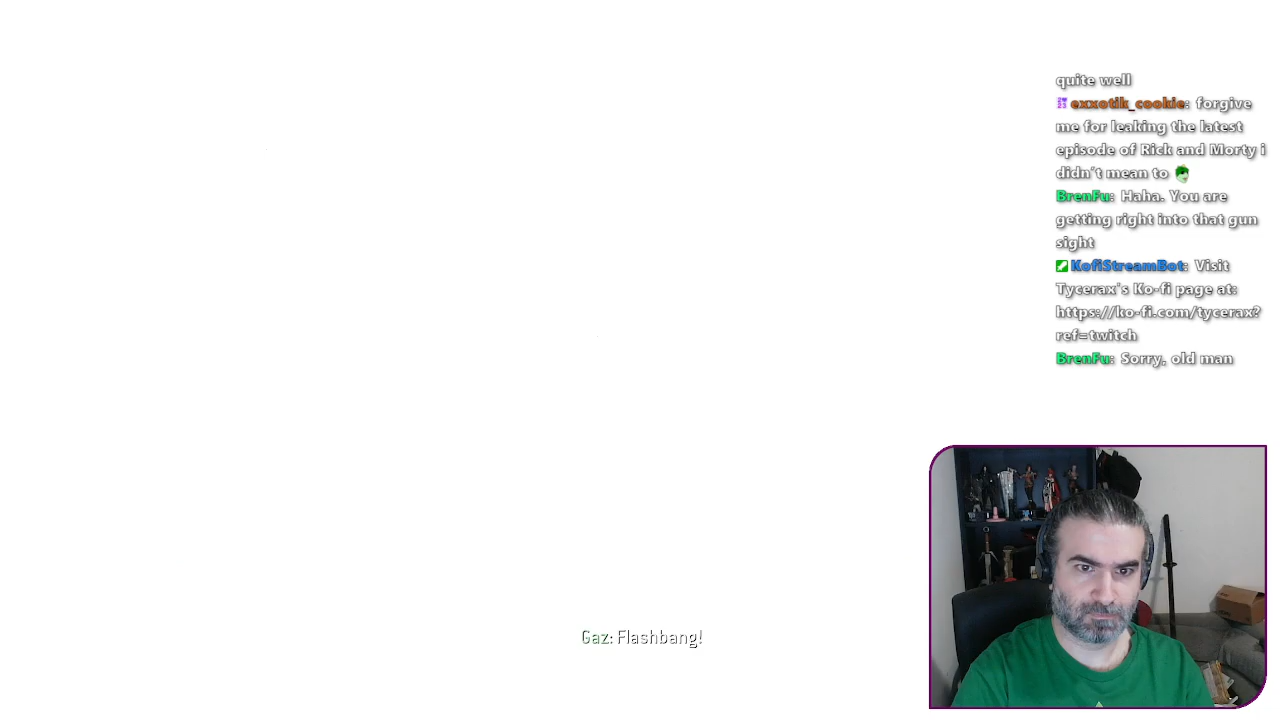 quite well
exxotik_cookie: forgive
me for leaking the latest
episode of Rick and Morty i
didn't mean to
BrenFu: Haha. You are
getting right into that gun
sight
KofiStreamBot: Visit
Tycerax's Ko-fi page at:
https://ko-fi.com/tycerax?
ref=twitch
BrenFu: Sorry, old man
Gaz: Flashbang!